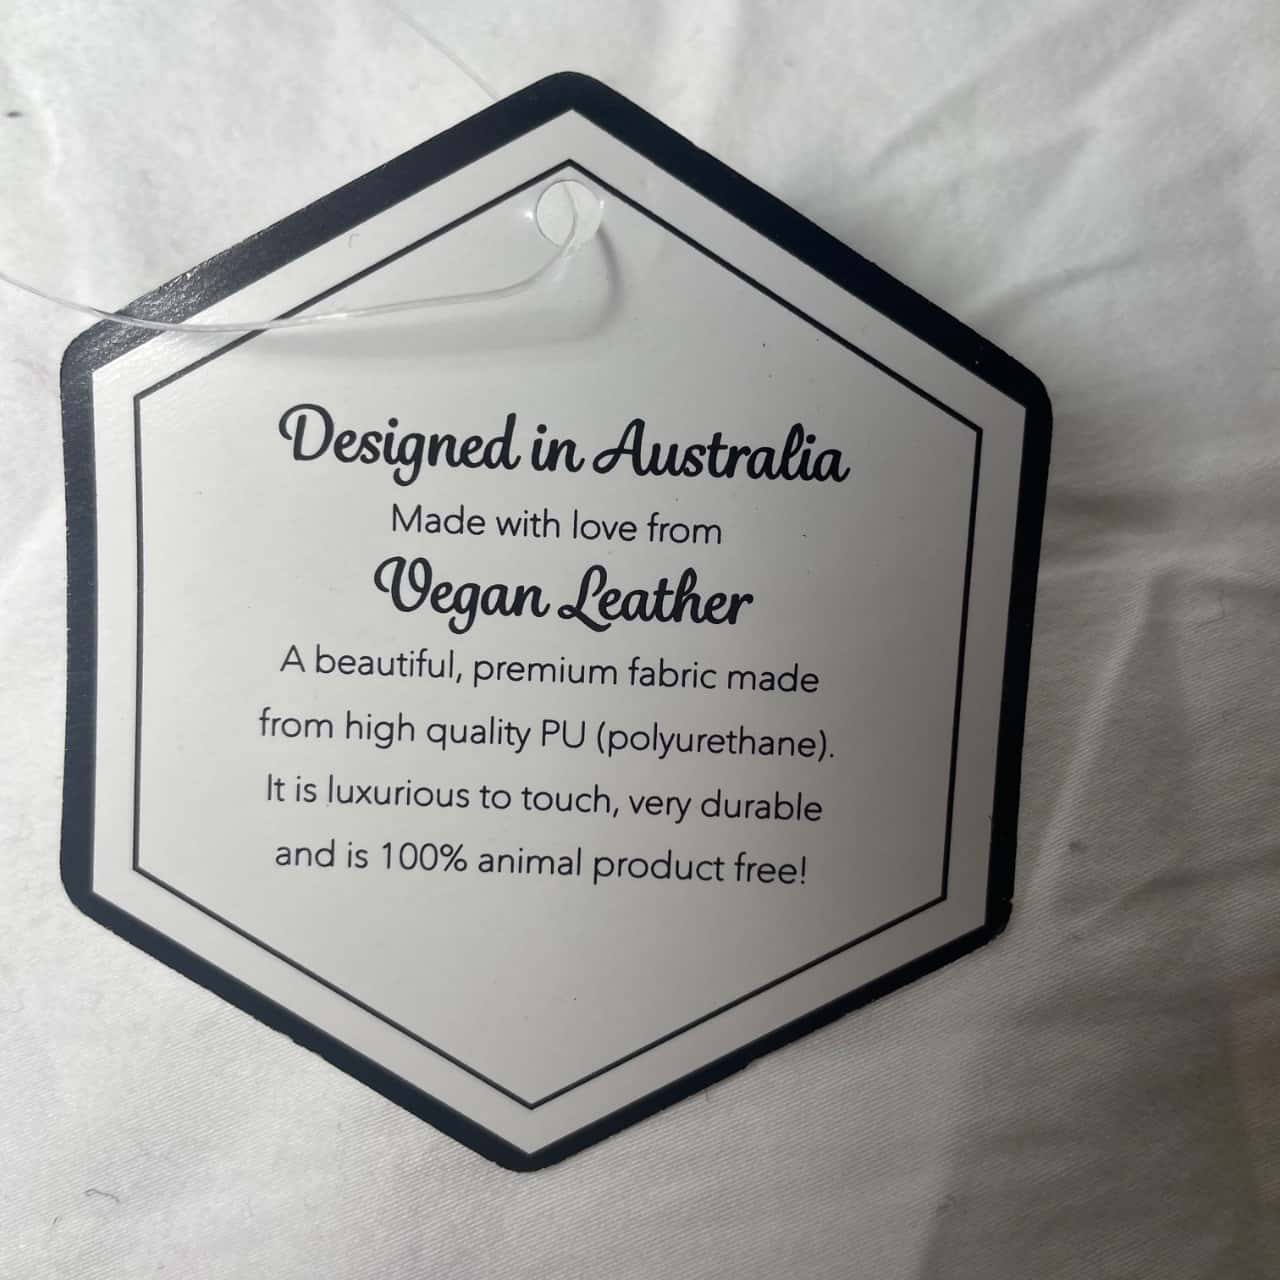 Designed in Australia
Made with love from
Vegan Leather
A beautiful, premium fabric made
from high quality PU (polyurethane).
It is luxurious to touch, very durable
and is 100% animal product free!